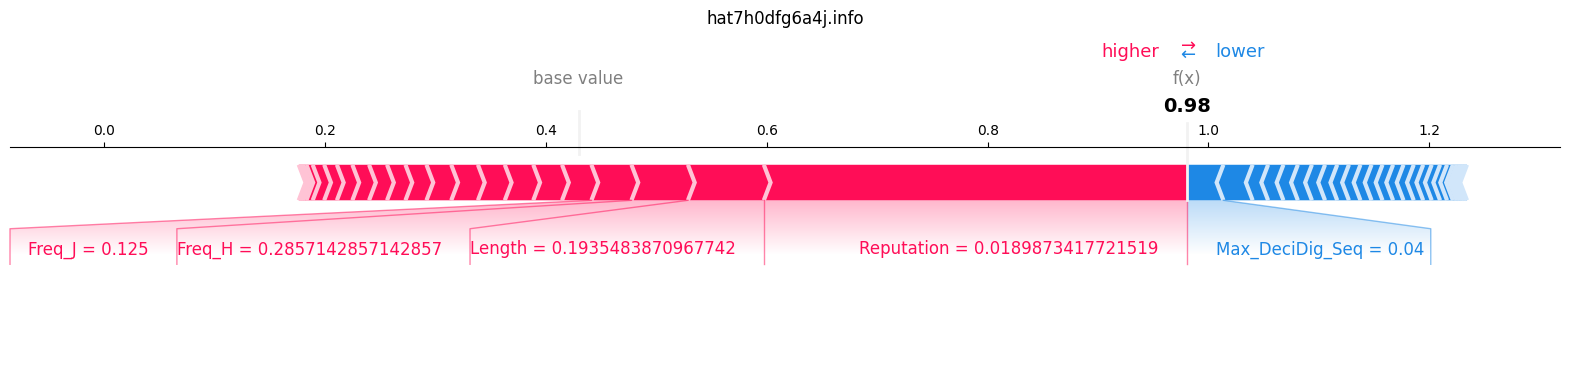 hat7h0dfg6a4j.info
higher → ← lower
base value f(x)
0.98
0.0 0.2 0.4 0.6 0.8 1.0 1.2
Freq_J = 0.125 Freq_H = 0.2857142857142857 Length = 0.1935483870967742 Reputation = 0.0189873417721519 Max_DeciDig_Seq = 0.04